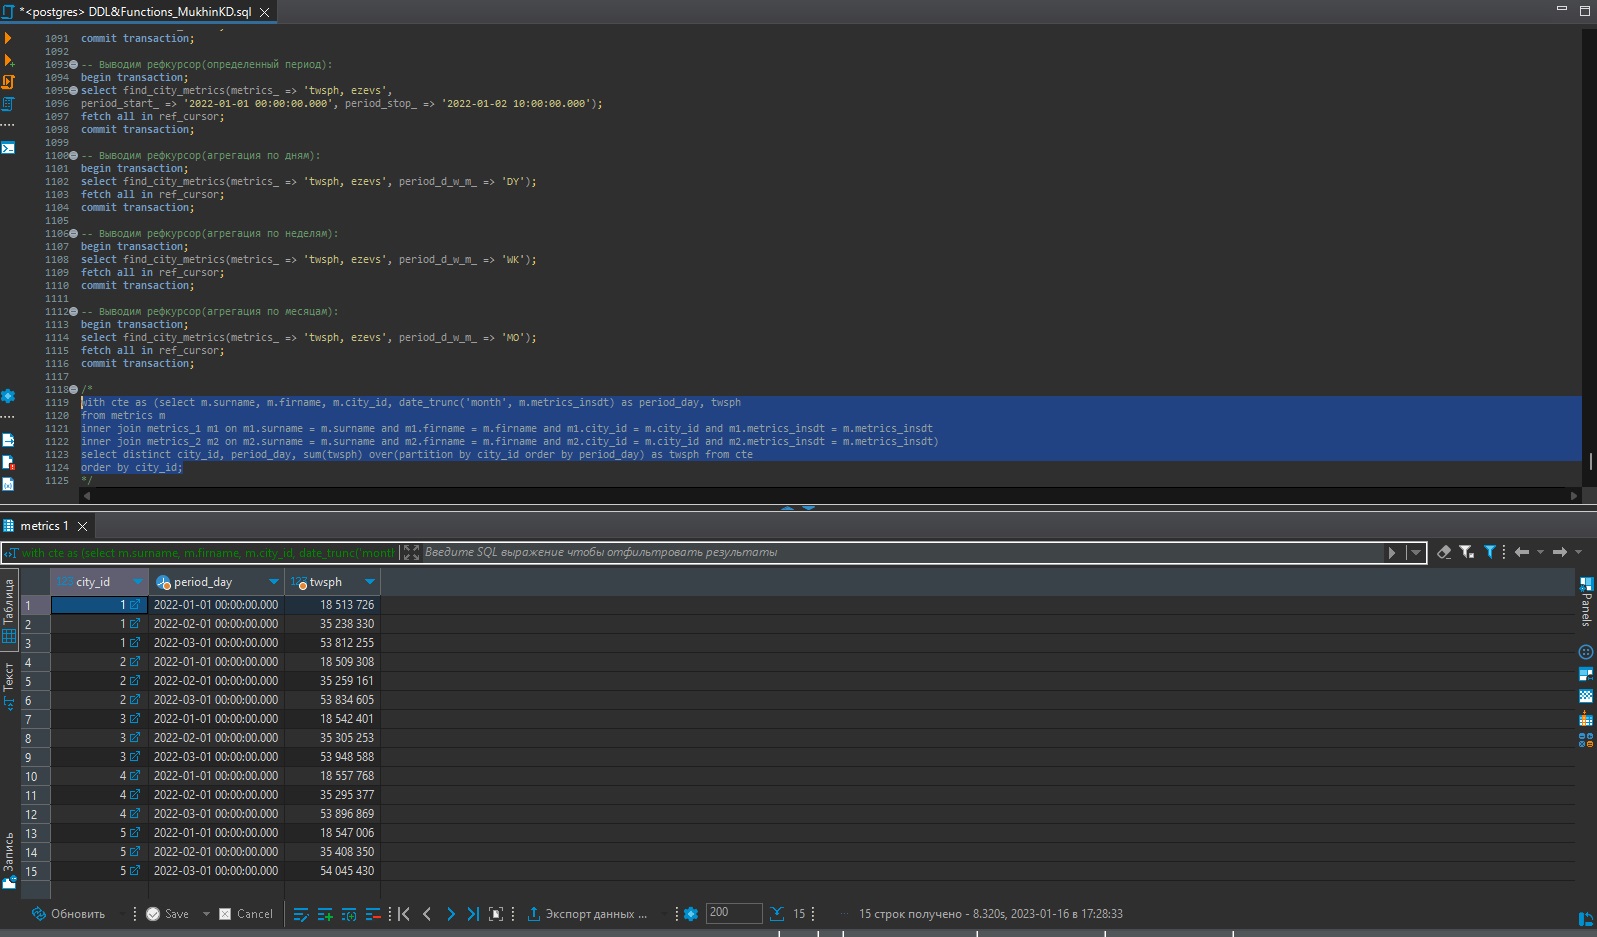 *<postgres> DDL&Functions_MukhinKD.sql
1091 commit transaction;
1092
1093 -- Выводим рефкурсор(определенный период):
1094 begin transaction;
1095 select find_city_metrics(metrics_ => 'twsph, ezevs',
1096 period_start_ => '2022-01-01 00:00:00.000', period_stop_ => '2022-01-02 10:00:00.000');
1097 fetch all in ref_cursor;
1098 commit transaction;
1099
1100 -- Выводим рефкурсор(агрегация по дням):
1101 begin transaction;
1102 select find_city_metrics(metrics_ => 'twsph, ezevs', period_d_w_m_ => 'DY');
1103 fetch all in ref_cursor;
1104 commit transaction;
1105
1106 -- Выводим рефкурсор(агрегация по неделям):
1107 begin transaction;
1108 select find_city_metrics(metrics_ => 'twsph, ezevs', period_d_w_m_ => 'WK');
1109 fetch all in ref_cursor;
1110 commit transaction;
1111
1112 -- Выводим рефкурсор(агрегация по месяцам):
1113 begin transaction;
1114 select find_city_metrics(metrics_ => 'twsph, ezevs', period_d_w_m_ => 'MO');
1115 fetch all in ref_cursor;
1116 commit transaction;
1117
1118 /*
1119 with cte as (select m.surname, m.firname, m.city_id, date_trunc('month', m.metrics_insdt) as period_day, twsph
1120 from metrics m
1121 inner join metrics_1 m1 on m1.surname = m.surname and m1.firname = m.firname and m1.city_id = m.city_id and m1.metrics_insdt = m.metrics_insdt
1122 inner join metrics_2 m2 on m2.surname = m.surname and m2.firname = m.firname and m2.city_id = m.city_id and m2.metrics_insdt = m.metrics_insdt)
1123 select distinct city_id, period_day, sum(twsph) over(partition by city_id order by period_day) as twsph from cte
1124 order by city_id;
1125 */
metrics 1
with cte as (select m.surname, m.firname, m.city_id, date_trunc('month Введите SQL выражение чтобы отфильтровать результаты
Таблица
Текст
Запись
Panels
123 city_id period_day 123 twsph
1 1 2022-01-01 00:00:00.000 18 513 726
2 1 2022-02-01 00:00:00.000 35 238 330
3 1 2022-03-01 00:00:00.000 53 812 255
4 2 2022-01-01 00:00:00.000 18 509 308
5 2 2022-02-01 00:00:00.000 35 259 161
6 2 2022-03-01 00:00:00.000 53 834 605
7 3 2022-01-01 00:00:00.000 18 542 401
8 3 2022-02-01 00:00:00.000 35 305 253
9 3 2022-03-01 00:00:00.000 53 948 588
10 4 2022-01-01 00:00:00.000 18 557 768
11 4 2022-02-01 00:00:00.000 35 295 377
12 4 2022-03-01 00:00:00.000 53 896 869
13 5 2022-01-01 00:00:00.000 18 547 006
14 5 2022-02-01 00:00:00.000 35 408 350
15 5 2022-03-01 00:00:00.000 54 045 430
Обновить Save Cancel Экспорт данных ... 200 15 15 строк получено - 8.320s, 2023-01-16 в 17:28:33